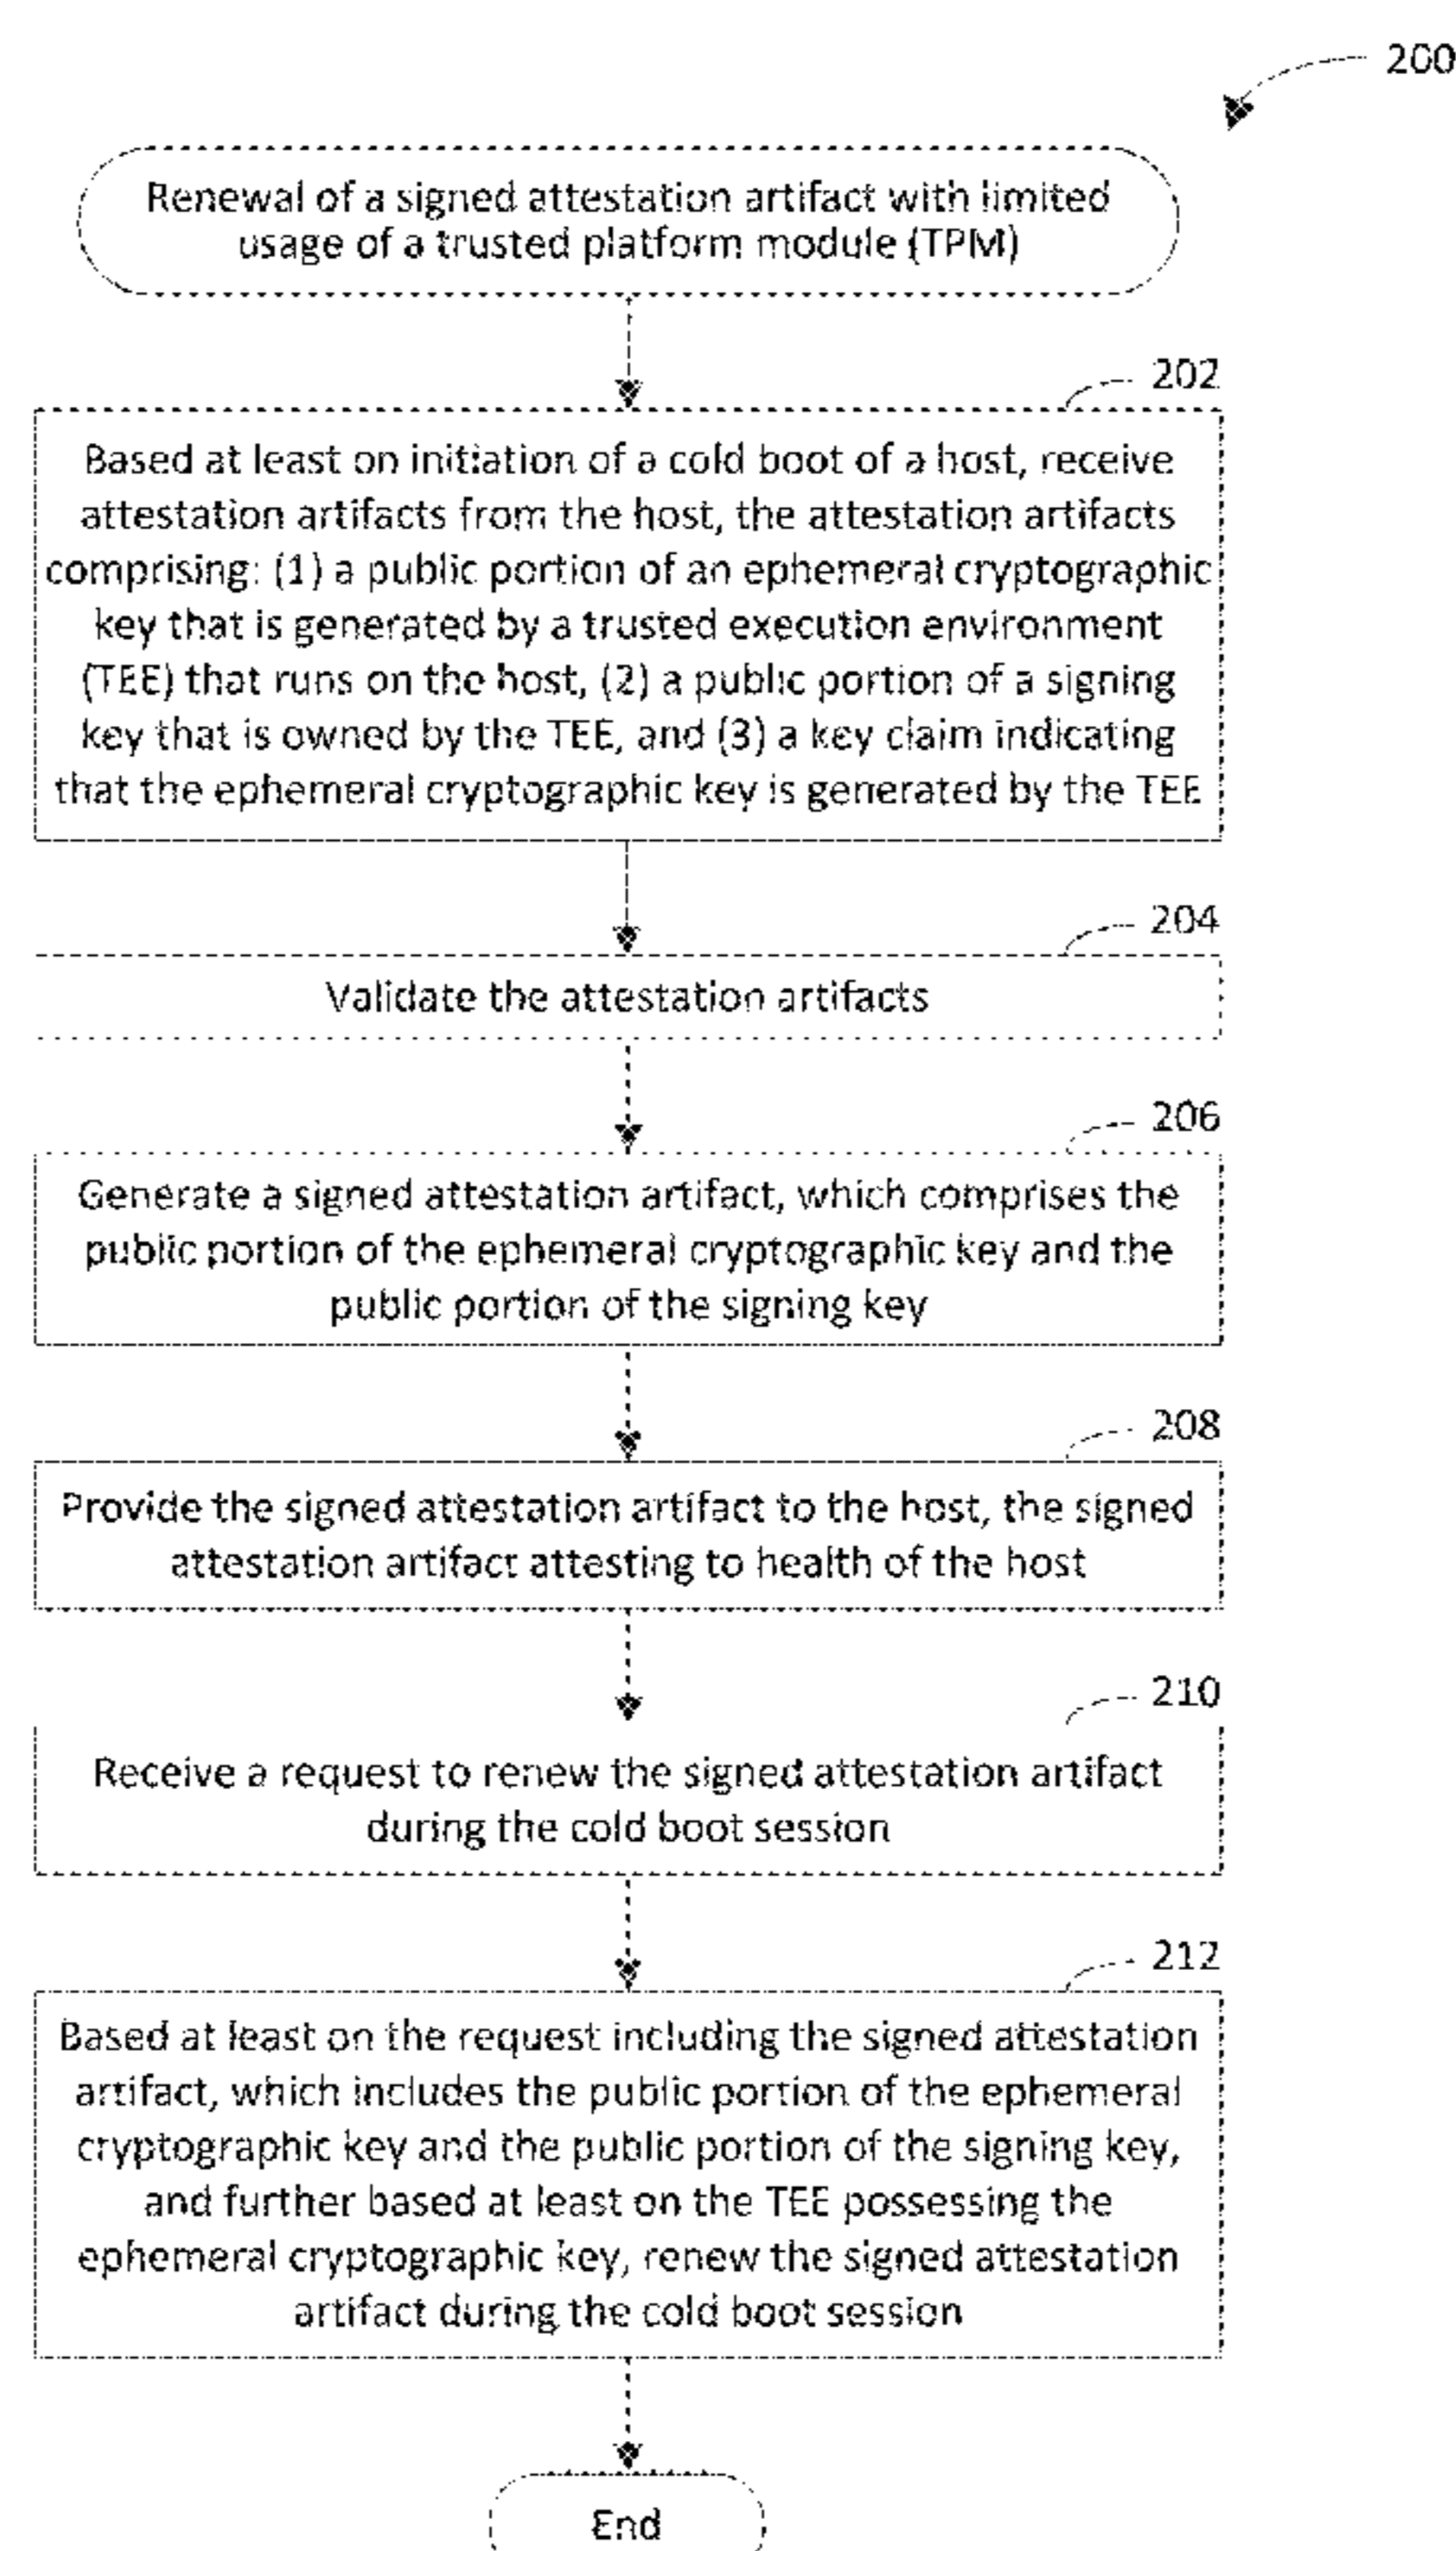 200
Renewal of a signed attestation artifact with limited
usage of a trusted platform module (TPM)
202
Based at least on initiation of a cold boot of a host, receive
attestation artifacts from the host, the attestation artifacts
comprising: (1) a public portion of an ephemeral cryptographic
key that is generated by a trusted execution environment
(TEE) that runs on the host, (2) a public portion of a signing
key that is owned by the TEE, and (3) a key claim indicating
that the ephemeral cryptographic key is generated by the TEE
204
Validate the attestation artifacts
206
Generate a signed attestation artifact, which comprises the
public portion of the ephemeral cryptographic key and the
public portion of the signing key
208
Provide the signed attestation artifact to the host, the signed
attestation artifact attesting to health of the host
210
Receive a request to renew the signed attestation artifact
during the cold boot session
212
Based at least on the request including the signed attestation
artifact, which includes the public portion of the ephemeral
cryptographic key and the public portion of the signing key,
and further based at least on the TEE possessing the
ephemeral cryptographic key, renew the signed attestation
artifact during the cold boot session
End